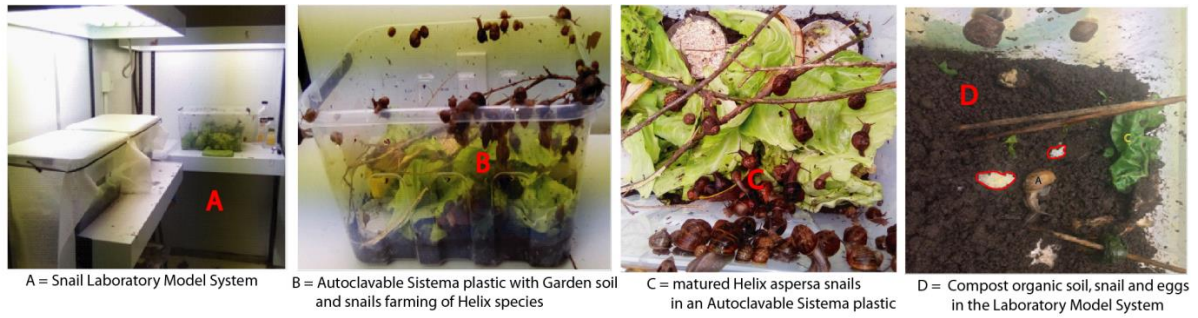 A
B
C
D
A
A = Snail Laboratory Model System
B = Autoclavable Sistema plastic with Garden soil
and snails farming of Helix species
C = matured Helix aspersa snails
in an Autoclavable Sistema plastic
D = Compost organic soil, snail and eggs
in the Laboratory Model System